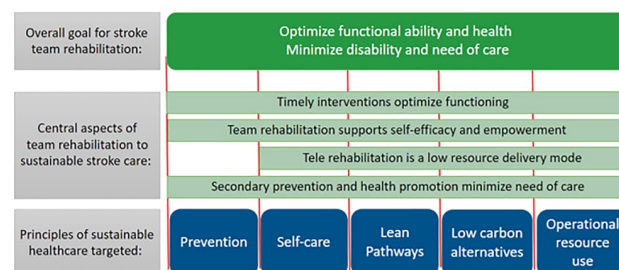 Overall goal for stroke
team rehabilitation:
Optimize functional ability and health
Minimize disability and need of care
Central aspects of
team rehabilitation to
sustainable stroke care:
Timely interventions optimize functioning
Team rehabilitation supports self-efficacy and empowerment
Tele rehabilitation is a low resource delivery mode
Secondary prevention and health promotion minimize need of care
Principles of sustainable
healthcare targeted:
Prevention
Self-care
Lean
Pathways
Low carbon
alternatives
Operational
resource
use